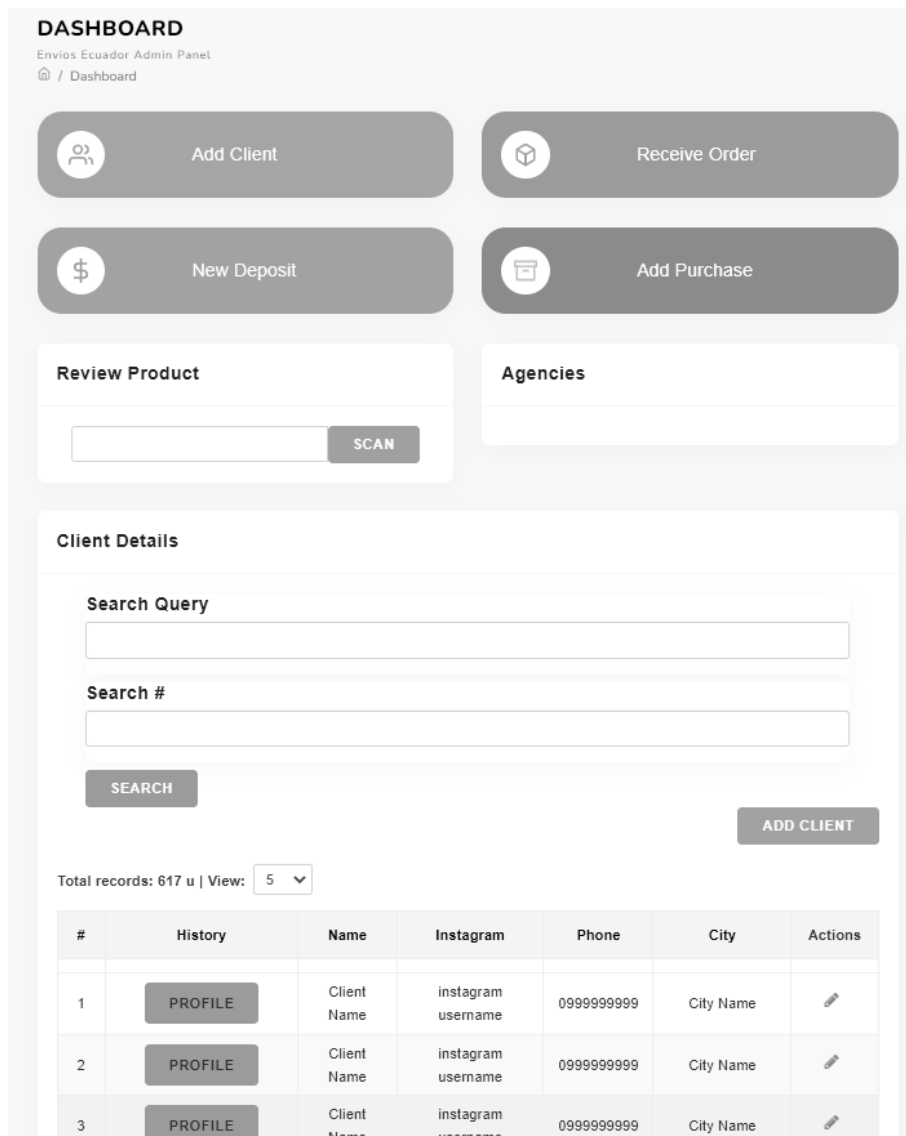 DASHBOARD
Envios Ecuador Admin Panel
/ Dashboard
Add Client
Receive Order
New Deposit
Add Purchase
Review Product
Agencies
SCAN
Client Details
Search Query
Search #
SEARCH
ADD CLIENT
Total records: 617 u | View: 5
# History Name Instagram Phone City Actions
1 PROFILE Client Name instagram username 0999999999 City Name
2 PROFILE Client Name instagram username 0999999999 City Name
3 PROFILE Client Name instagram username 0999999999 City Name